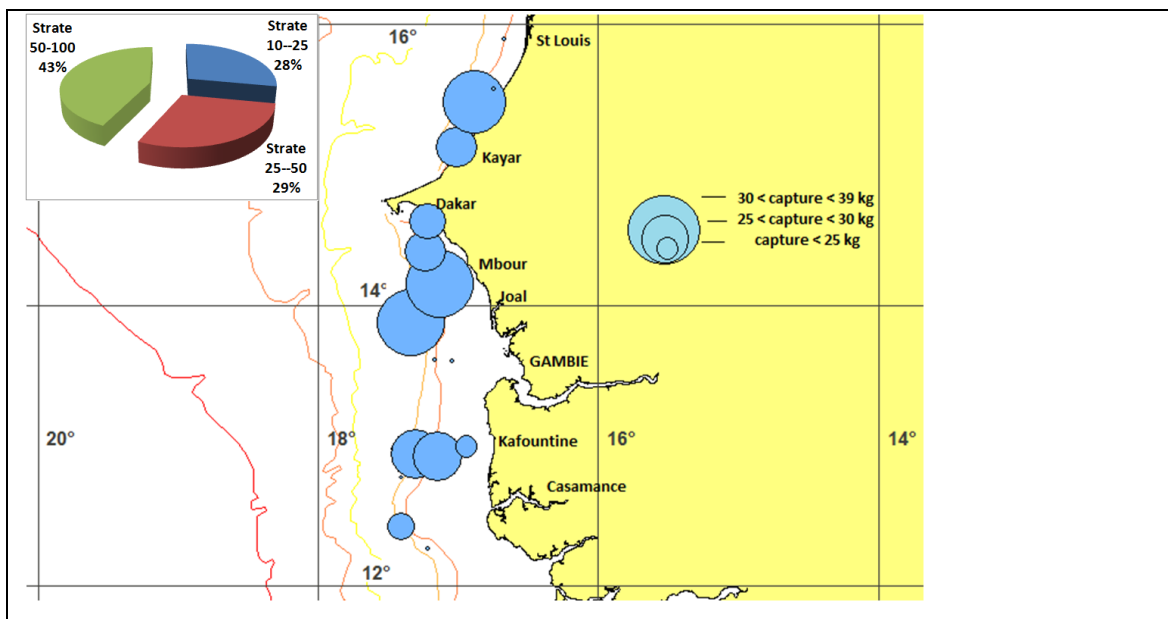 Strate
50-100
43%
Strate
10--25
28%
Strate
25--50
29%
16°
St Louis
Kayar
Dakar
30 < capture < 39 kg
25 < capture < 30 kg
capture < 25 kg
Mbour
14°
Joal
GAMBIE
20°
18°
Kafountine
16°
14°
Casamance
12°